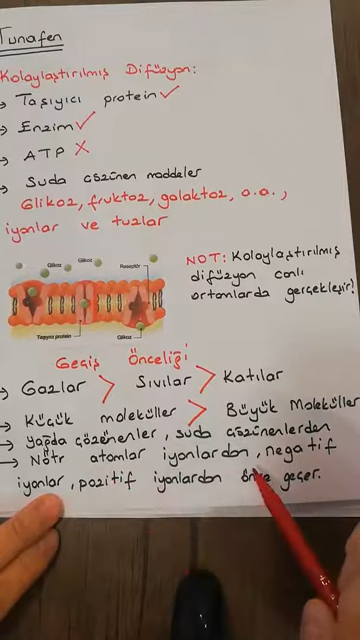 Tunafen
Kolaylaştırılmış Difüzyon:
→ Taşıyıcı protein ✓
→ Enzim ✓
→ ATP X
→ Suda çözünen maddeler
Glikoz, fruktoz, galaktoz, a.a.,
iyonlar ve tuzlar
Glikoz
Glikoz
Reseptör
Taşıyıcı protein
Glikoz
NOT: Kolaylaştırılmış
difüzyon canlı
ortamlarda gerçekleşir!
Geçiş Önceliği
→ Gazlar > Sıvılar > Katılar
→ Küçük moleküller > Büyük Moleküller
→ yağda çözünenler, suda çözünenlerden
→ Nötr atomlar iyonlardan, negatif
iyonlar, pozitif iyonlardan önce geçer.